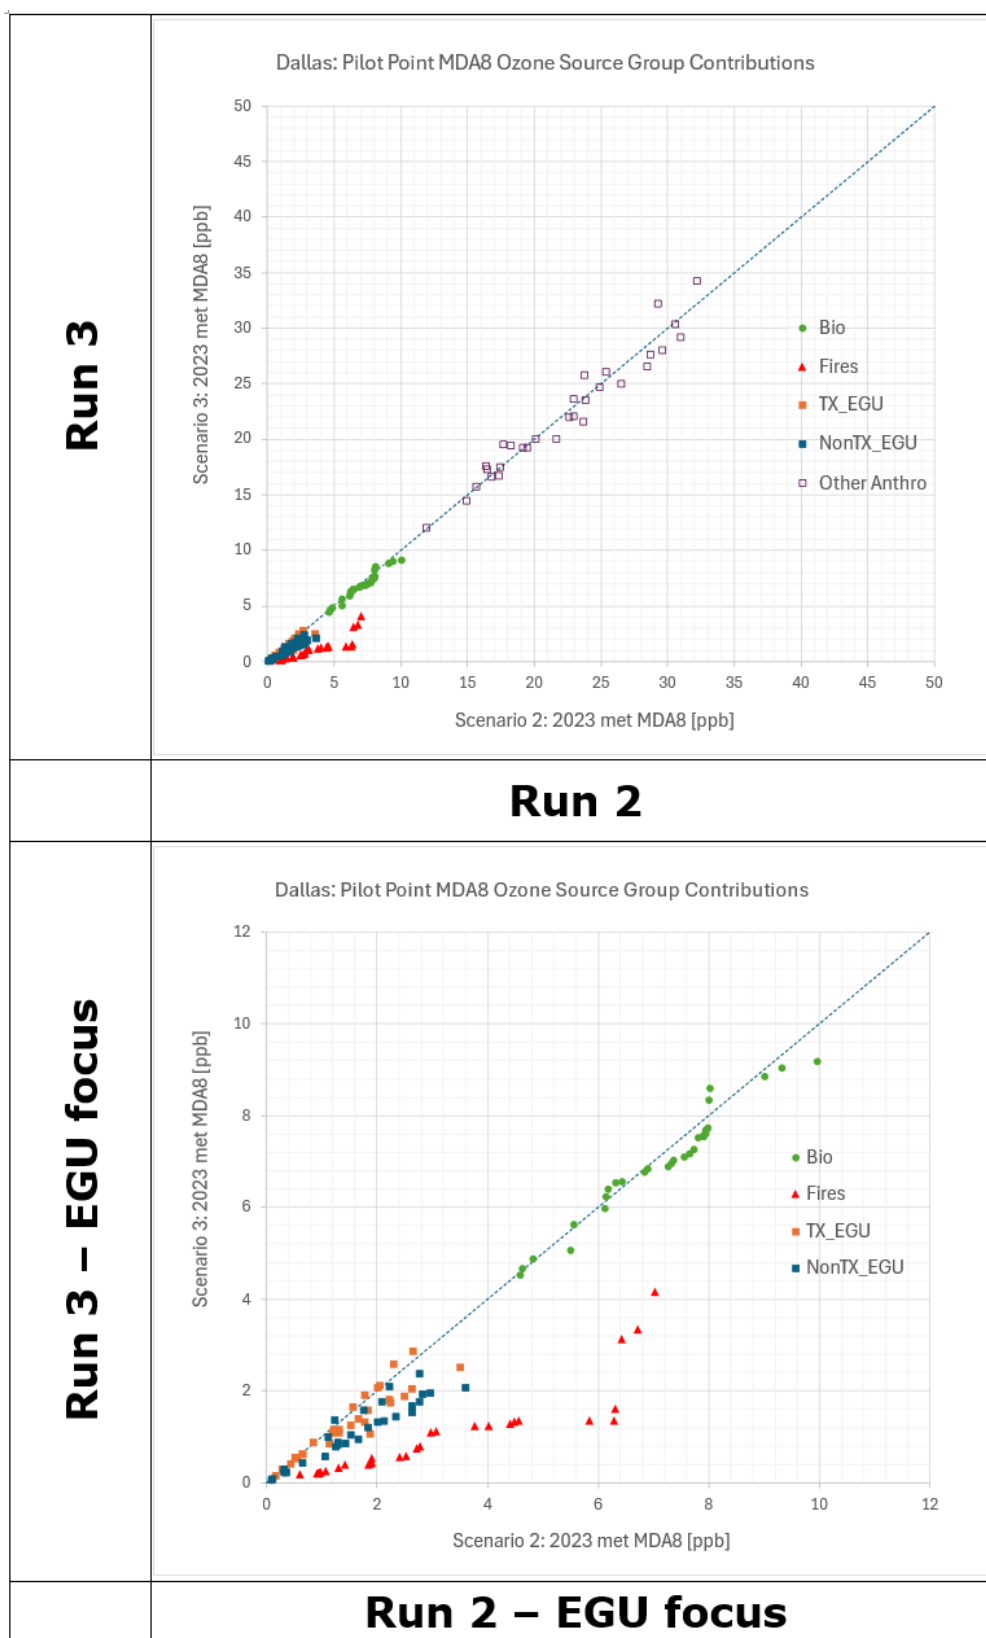 Run 3
Dallas: Pilot Point MDA8 Ozone Source Group Contributions
Scenario 3: 2023 met MDA8 [ppb]
50
45
40
35
30
25
20
15
10
5
0
Bio
Fires
TX_EGU
NonTX_EGU
Other Anthro
0 5 10 15 20 25 30 35 40 45 50
Scenario 2: 2023 met MDA8 [ppb]
Run 2
Run 3 – EGU focus
Dallas: Pilot Point MDA8 Ozone Source Group Contributions
Scenario 3: 2023 met MDA8 [ppb]
12
10
8
6
4
2
0
Bio
Fires
TX_EGU
NonTX_EGU
0 2 4 6 8 10 12
Scenario 2: 2023 met MDA8 [ppb]
Run 2 – EGU focus